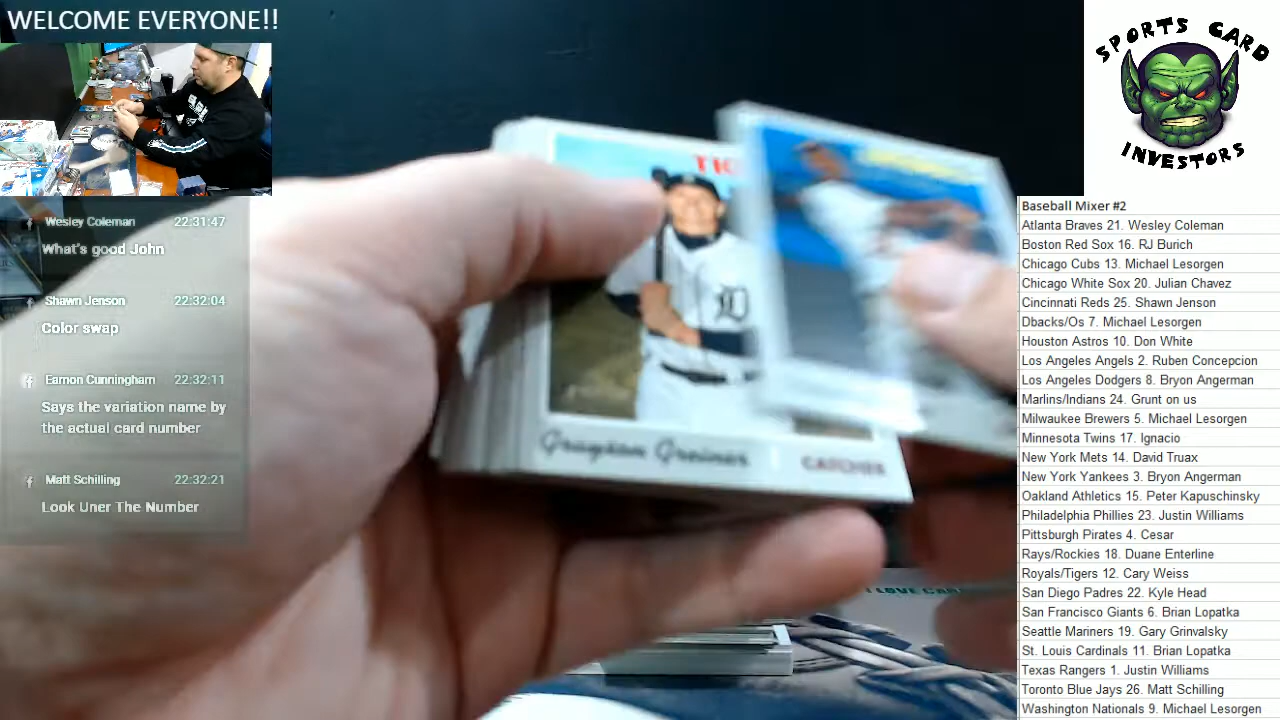 WELCOME EVERYONE!!
SPORTS CARD
INVESTORS
Wesley Coleman 22:31:47
What's good John
Shawn Jenson 22:32:04
Color swap
Eamon Cunningham 22:32:11
Says the variation name by
the actual card number
Matt Schilling 22:32:21
Look Uner The Number
Grayson Greiner CATCHER
I LOVE CAR
Baseball Mixer #2
Atlanta Braves 21. Wesley Coleman
Boston Red Sox 16. RJ Burich
Chicago Cubs 13. Michael Lesorgen
Chicago White Sox 20. Julian Chavez
Cincinnati Reds 25. Shawn Jenson
Dbacks/Os 7. Michael Lesorgen
Houston Astros 10. Don White
Los Angeles Angels 2. Ruben Concepcion
Los Angeles Dodgers 8. Bryon Angerman
Marlins/Indians 24. Grunt on us
Milwaukee Brewers 5. Michael Lesorgen
Minnesota Twins 17. Ignacio
New York Mets 14. David Truax
New York Yankees 3. Bryon Angerman
Oakland Athletics 15. Peter Kapuschinsky
Philadelphia Phillies 23. Justin Williams
Pittsburgh Pirates 4. Cesar
Rays/Rockies 18. Duane Enterline
Royals/Tigers 12. Cary Weiss
San Diego Padres 22. Kyle Head
San Francisco Giants 6. Brian Lopatka
Seattle Mariners 19. Gary Grinvalsky
St. Louis Cardinals 11. Brian Lopatka
Texas Rangers 1. Justin Williams
Toronto Blue Jays 26. Matt Schilling
Washington Nationals 9. Michael Lesorgen